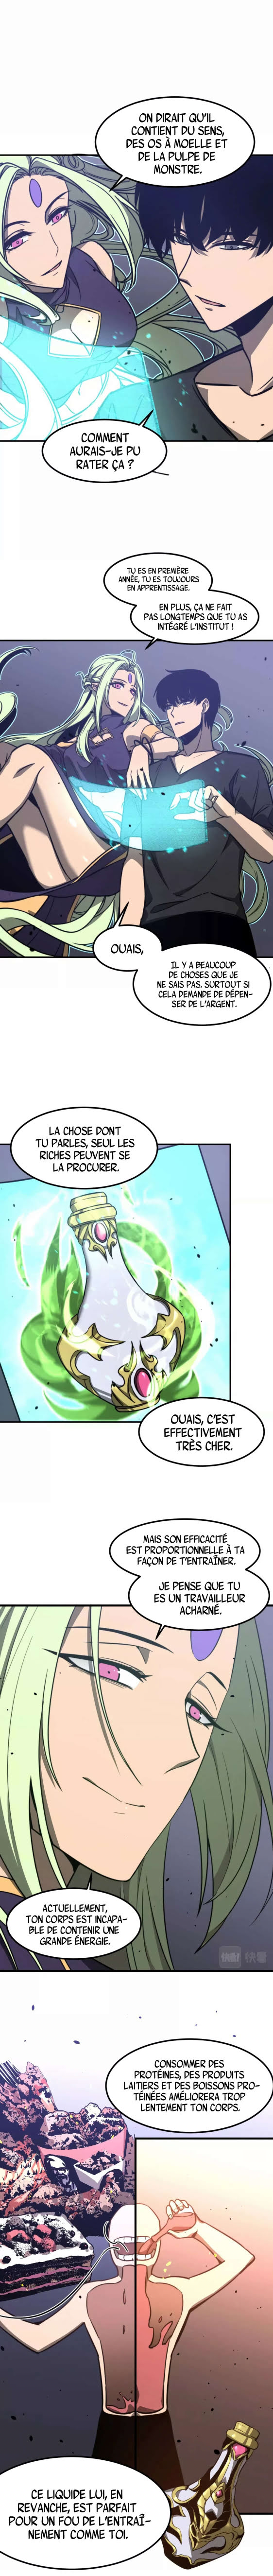 ON DIRAIT QU'IL
CONTIENT DU SENS,
DES OS À MOELLE ET
DE LA PULPE DE
MONSTRE.
COMMENT
AURAIS-JE PU
RATER ÇA ?
TU ES EN PREMIÈRE
ANNÉE, TU ES TOUJOURS
EN APPRENTISSAGE.
EN PLUS, ÇA NE FAIT
PAS LONGTEMPS QUE TU AS
INTÉGRÉ L'INSTITUT !
OUAIS,
IL Y A BEAUCOUP
DE CHOSES QUE JE
NE SAIS PAS. SURTOUT SI
CELA DEMANDE DE DÉPEN-
SER DE L'ARGENT.
LA CHOSE DONT
TU PARLES, SEUL LES
RICHES PEUVENT SE
LA PROCURER.
OUAIS, C'EST
EFFECTIVEMENT
TRÈS CHER.
MAIS SON EFFICACITÉ
EST PROPORTIONNELLE À TA
FAÇON DE T'ENTRAÎNER.
JE PENSE QUE TU
ES UN TRAVAILLEUR
ACHARNÉ.
ACTUELLEMENT,
TON CORPS EST INCAPA-
BLE DE CONTENIR UNE
GRANDE ÉNERGIE.
快看
CONSOMMER DES
PROTÉINES, DES PRODUITS
LAITIERS ET DES BOISSONS PRO-
TÉINÉES AMÉLIORERA TROP
LENTEMENT TON CORPS.
CE LIQUIDE LUI, EN
REVANCHE, EST PARFAIT
POUR UN FOU DE L'ENTRAÎ-
NEMENT COMME TOI.